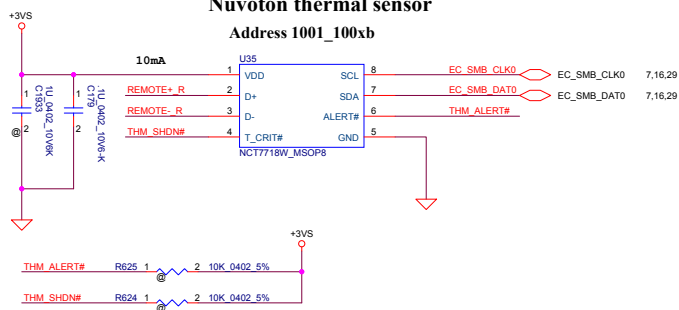 Nuvoton thermal sensor
Address 1001_100xb
+3VS
10mA
U35
1 VDD SCL 8 EC_SMB_CLK0 EC_SMB_CLK0 7,16,29
REMOTE+_R 2 D+ SDA 7 EC_SMB_DAT0 EC_SMB_DAT0 7,16,29
REMOTE-_R 3 D- ALERT# 6 THM_ALERT#
THM_SHDN# 4 T_CRIT# GND 5
NCT7718W_MSOP8
1 2 @ C1933 1U_0402_10V6K
1 2 C179 .1U_0402_10V6-K
+3VS
THM_ALERT# R625 1 @ 2 10K_0402_5%
THM_SHDN# R624 1 @ 2 10K_0402_5%